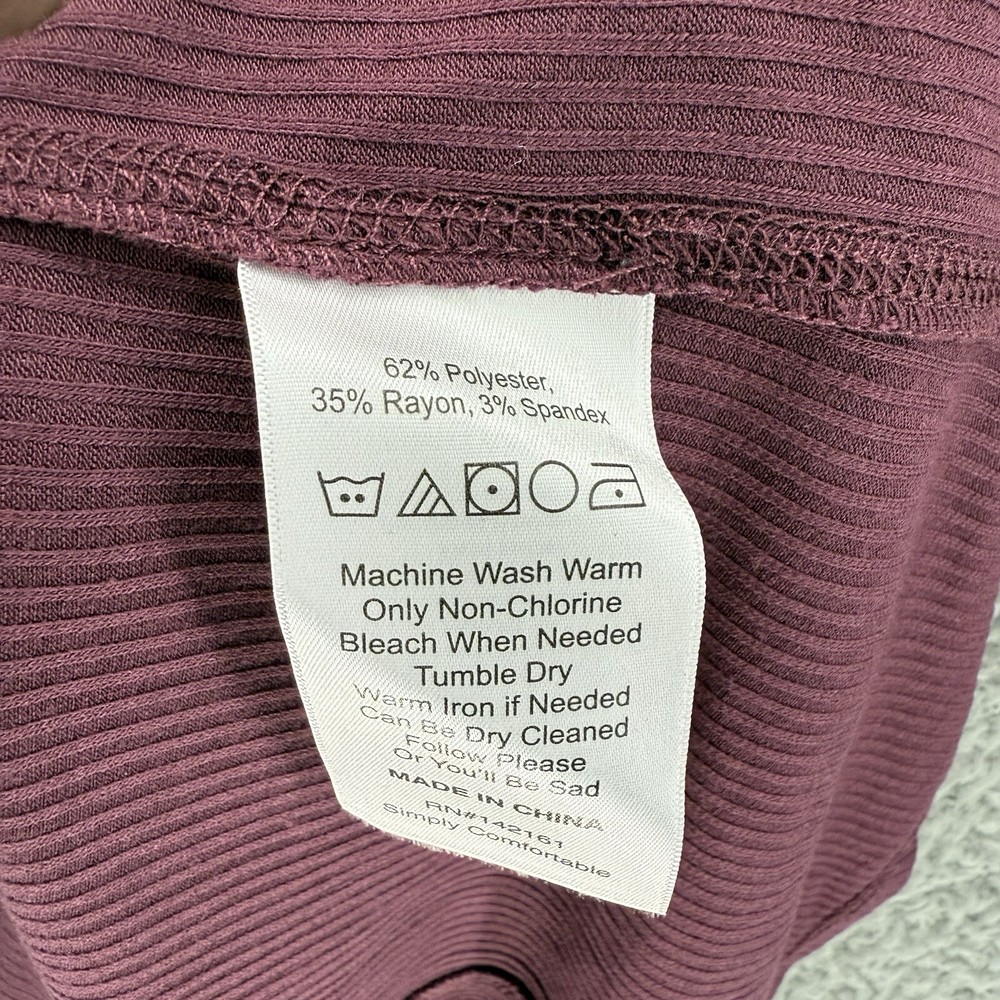 62% Polyester,
35% Rayon, 3% Spandex
Machine Wash Warm
Only Non-Chlorine
Bleach When Needed
Tumble Dry
Warm Iron if Needed
Can Be Dry Cleaned
Follow Please
Or You'll Be Sad
MADE IN CHINA
RN#142161
Simply Comfortable